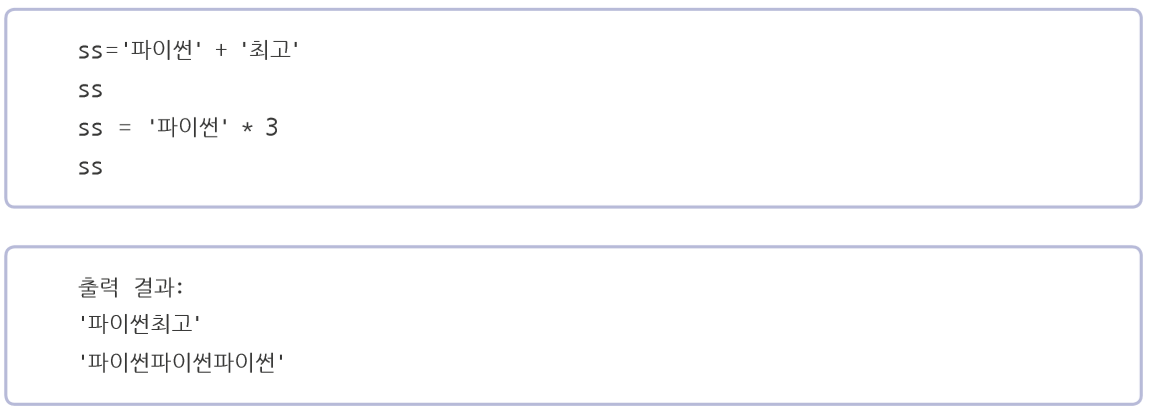 ss='파이썬' + '최고'
ss
ss = '파이썬' * 3
ss
출력 결과:
'파이썬최고'
'파이썬파이썬파이썬'